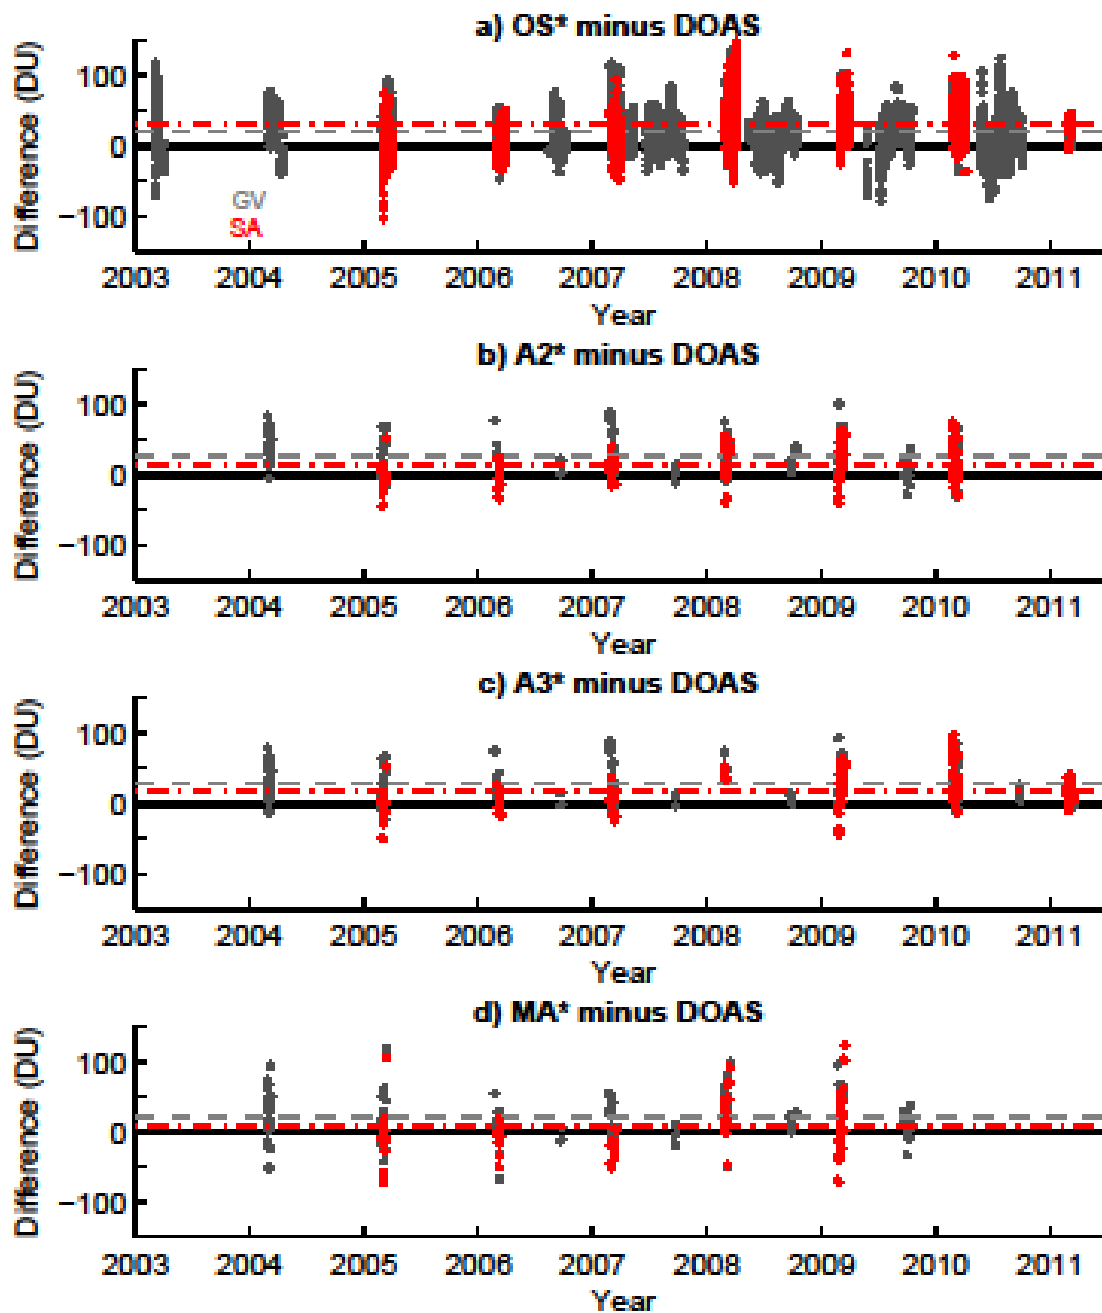 a) OS* minus DOAS
Difference (DU)
100
0
−100
GV
SA
2003 2004 2005 2006 2007 2008 2009 2010 2011
Year
b) A2* minus DOAS
Difference (DU)
100
0
−100
2003 2004 2005 2006 2007 2008 2009 2010 2011
Year
c) A3* minus DOAS
Difference (DU)
100
0
−100
2003 2004 2005 2006 2007 2008 2009 2010 2011
Year
d) MA* minus DOAS
Difference (DU)
100
0
−100
2003 2004 2005 2006 2007 2008 2009 2010 2011
Year